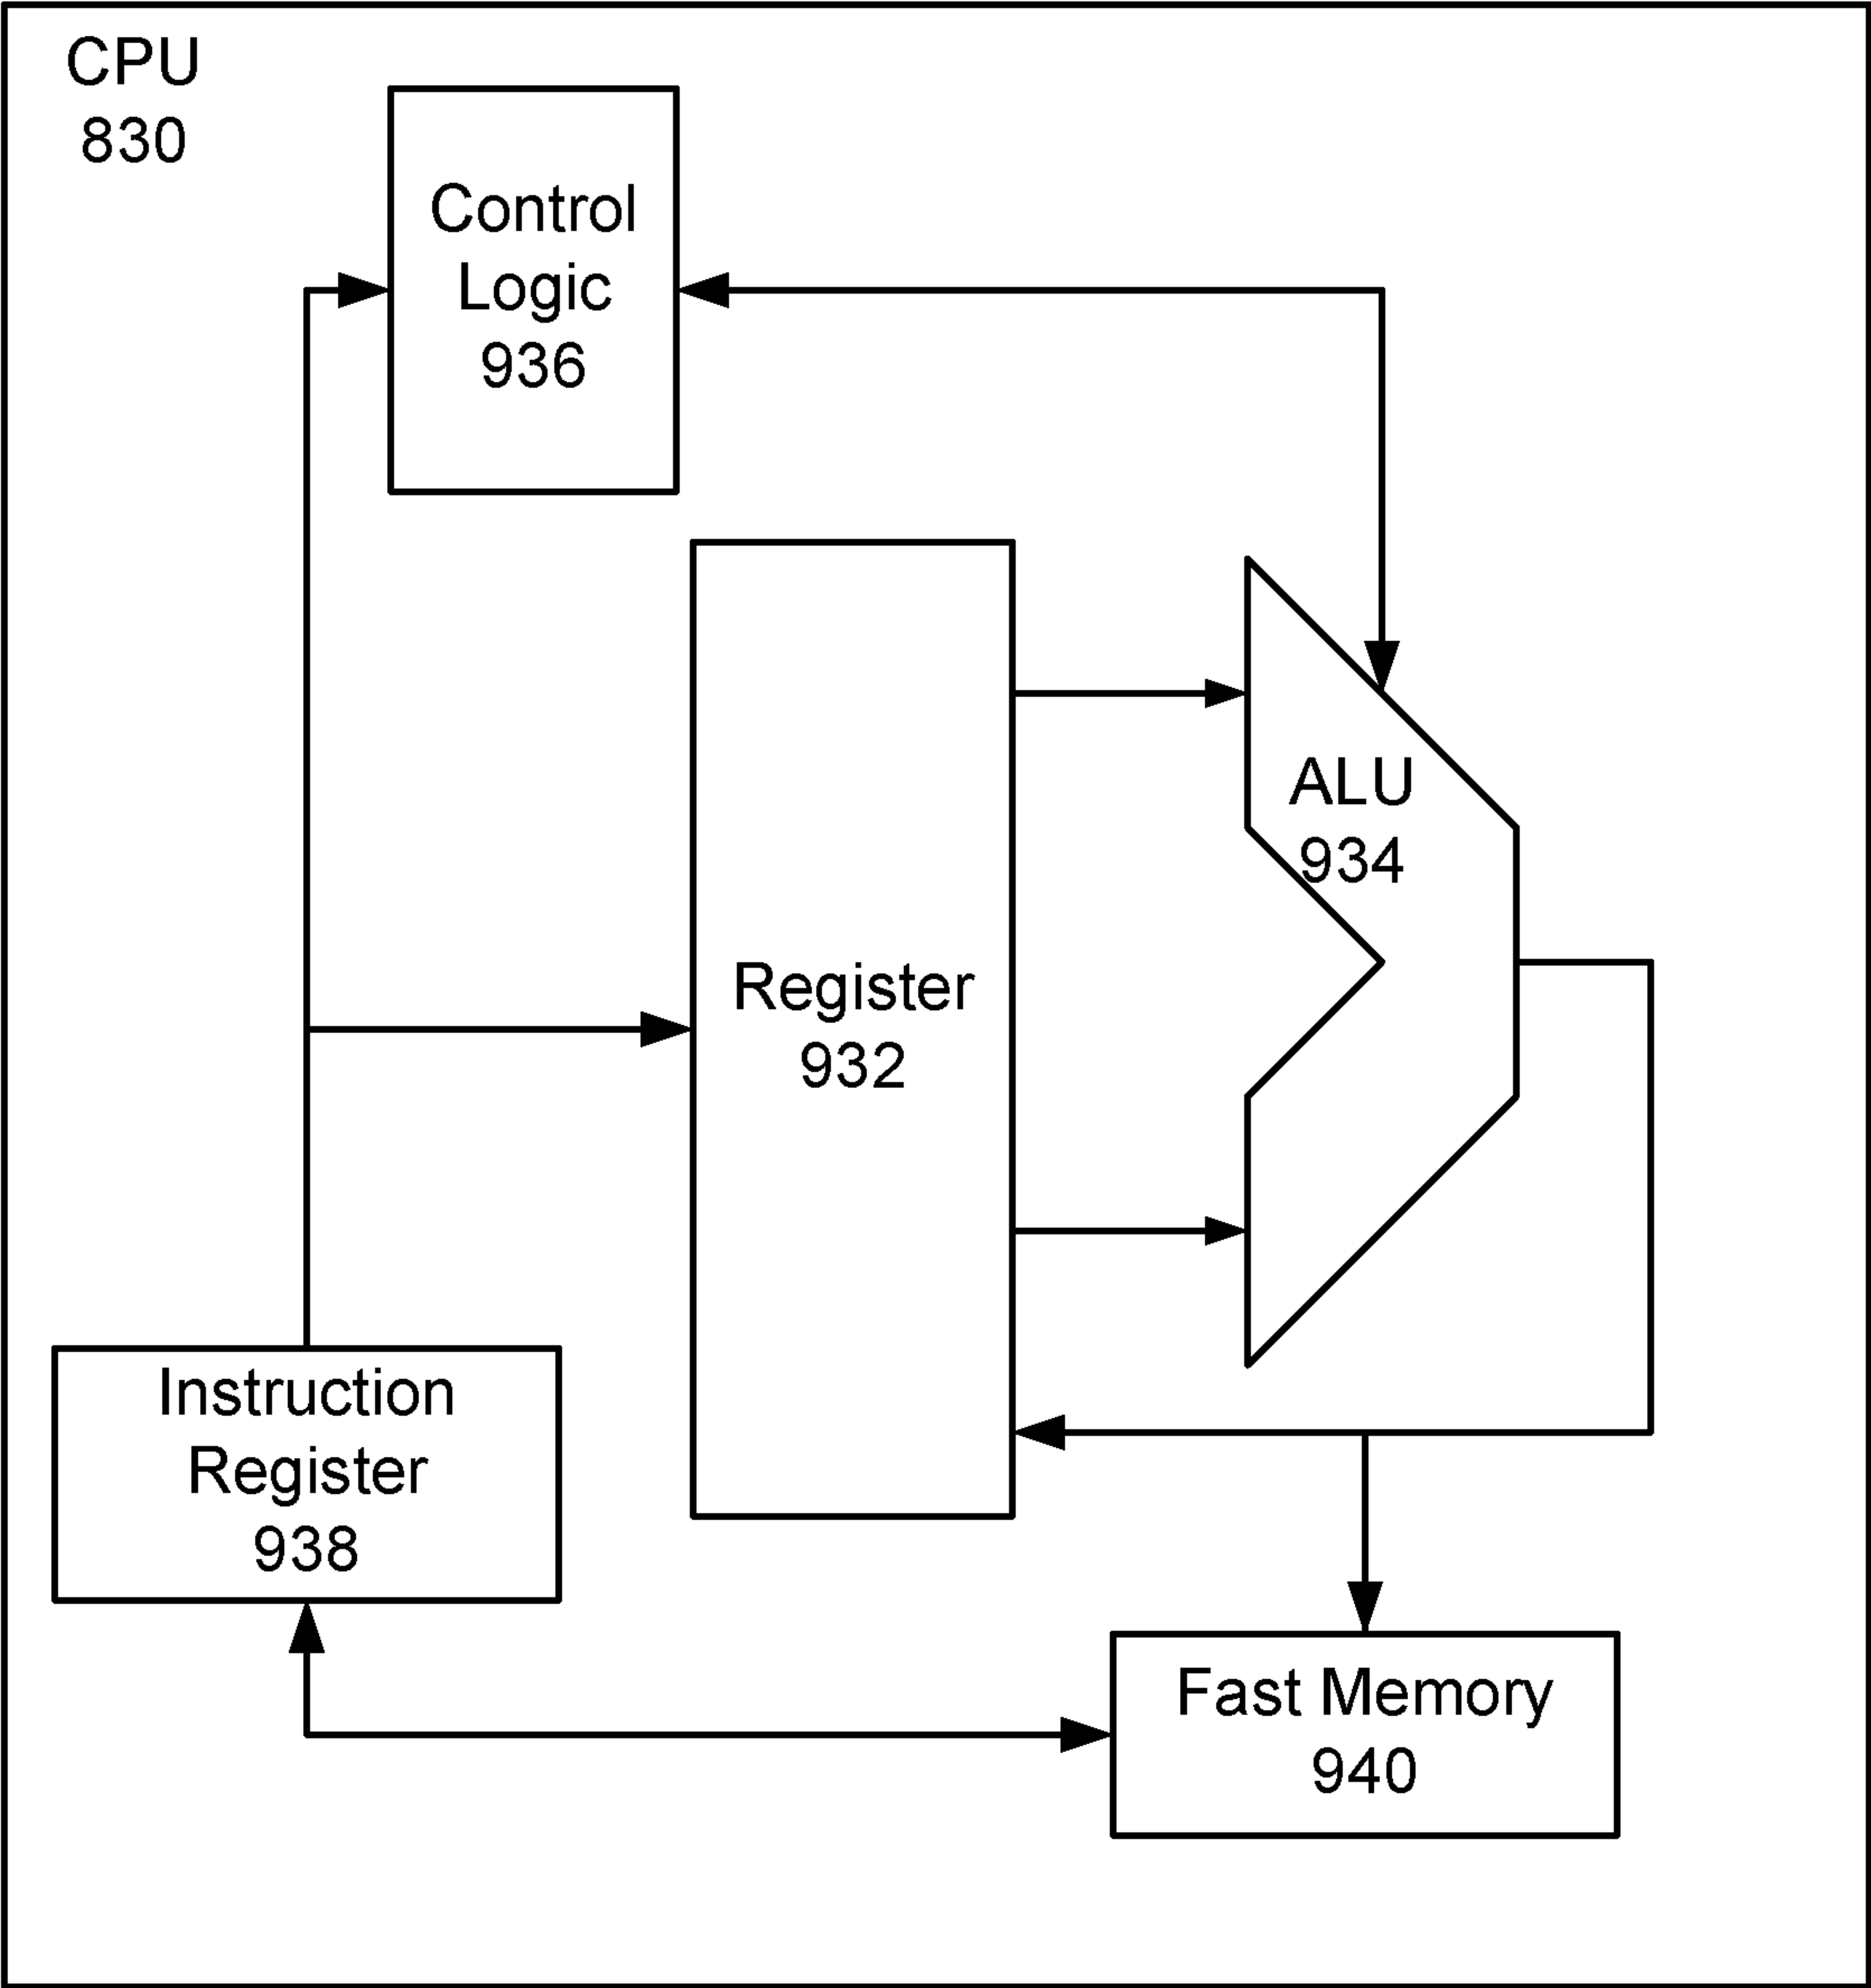 CPU
830
Control
Logic
936
ALU
934
Register
932
Instruction
Register
938
Fast Memory
940